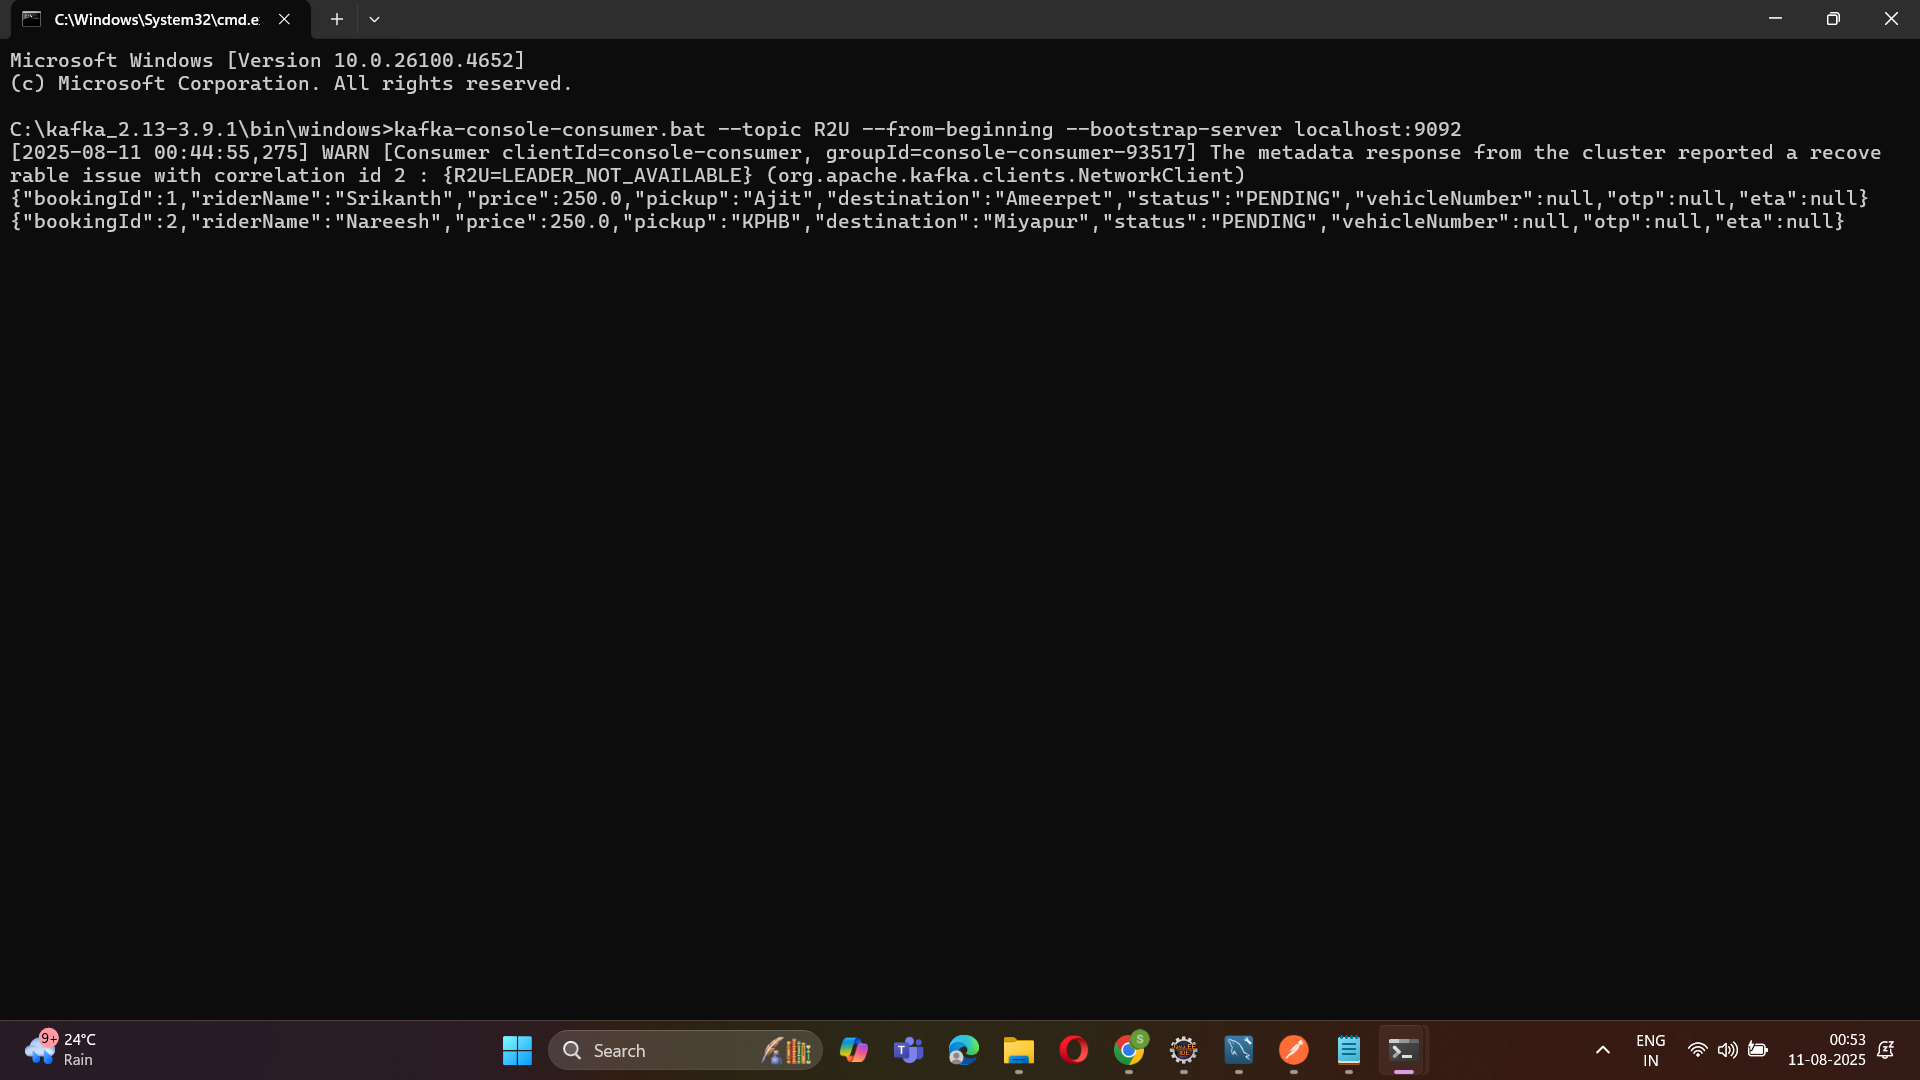 C:\Windows\System32\cmd.e
Microsoft Windows [Version 10.0.26100.4652]
(c) Microsoft Corporation. All rights reserved.
C:\kafka_2.13-3.9.1\bin\windows>kafka-console-consumer.bat --topic R2U --from-beginning --bootstrap-server localhost:9092
[2025-08-11 00:44:55,275] WARN [Consumer clientId=console-consumer, groupId=console-consumer-93517] The metadata response from the cluster reported a recove
rable issue with correlation id 2 : {R2U=LEADER_NOT_AVAILABLE} (org.apache.kafka.clients.NetworkClient)
{"bookingId":1,"riderName":"Srikanth","price":250.0,"pickup":"Ajit","destination":"Ameerpet","status":"PENDING","vehicleNumber":null,"otp":null,"eta":null}
{"bookingId":2,"riderName":"Nareesh","price":250.0,"pickup":"KPHB","destination":"Miyapur","status":"PENDING","vehicleNumber":null,"otp":null,"eta":null}
9+ 24°C
Rain
Search
S
ENG
IN
00:53
11-08-2025